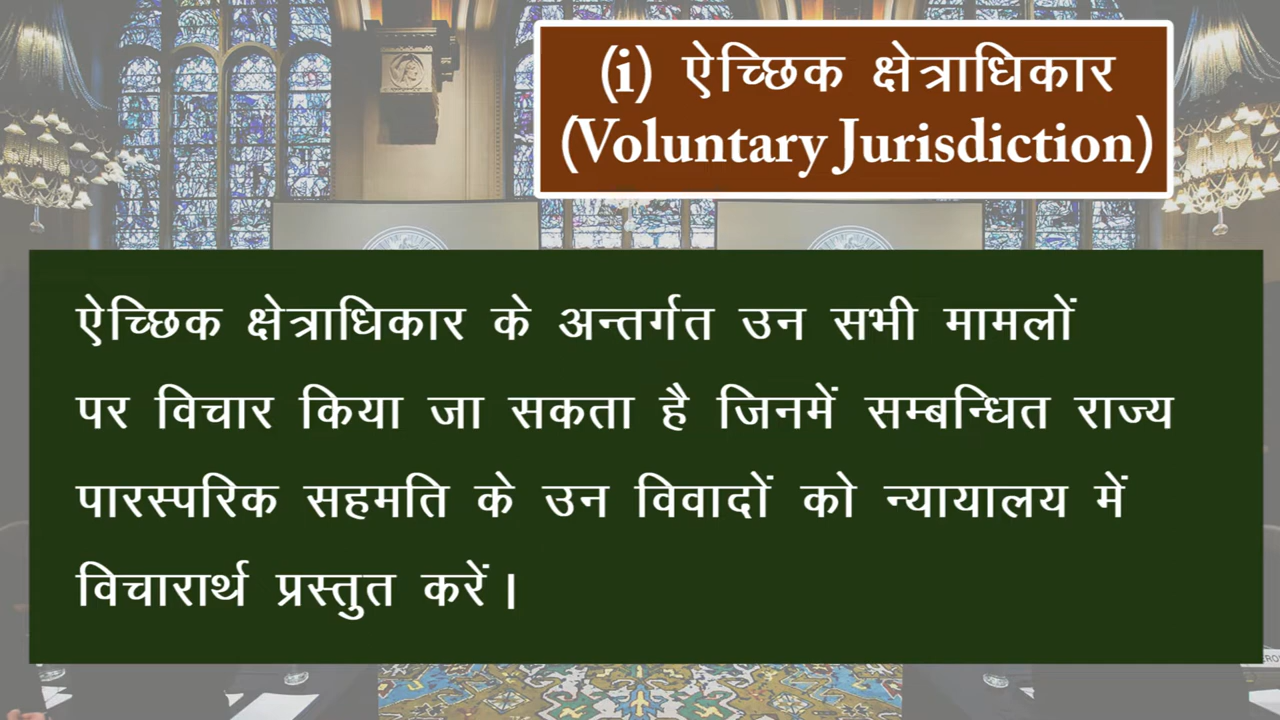 (i) ऐच्छिक क्षेत्राधिकार
(Voluntary Jurisdiction)
ऐच्छिक क्षेत्राधिकार के अन्तर्गत उन सभी मामलों
पर विचार किया जा सकता है जिनमें सम्बन्धित राज्य
पारस्परिक सहमति के उन विवादों को न्यायालय में
विचारार्थ प्रस्तुत करें।